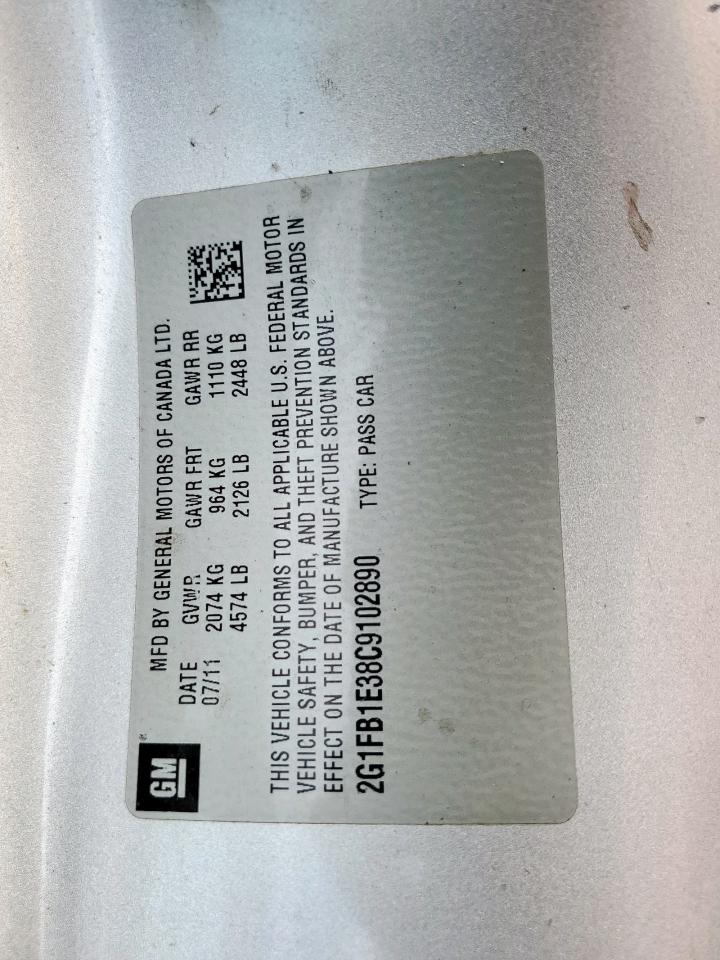 GM
MFD BY GENERAL MOTORS OF CANADA LTD.
DATE GVWR GAWR FRT GAWR RR
07/11 2074 KG 964 KG 1110 KG
4574 LB 2126 LB 2448 LB
THIS VEHICLE CONFORMS TO ALL APPLICABLE U.S. FEDERAL MOTOR
VEHICLE SAFETY, BUMPER, AND THEFT PREVENTION STANDARDS IN
EFFECT ON THE DATE OF MANUFACTURE SHOWN ABOVE.
2G1FB1E38C9102890 TYPE: PASS CAR